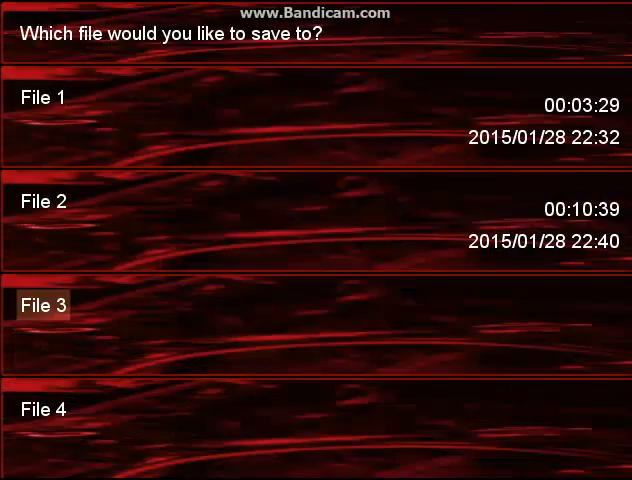 www.Bandicam.com
Which file would you like to save to?
File 1
00:03:29
2015/01/28 22:32
File 2
00:10:39
2015/01/28 22:40
File 3
File 4